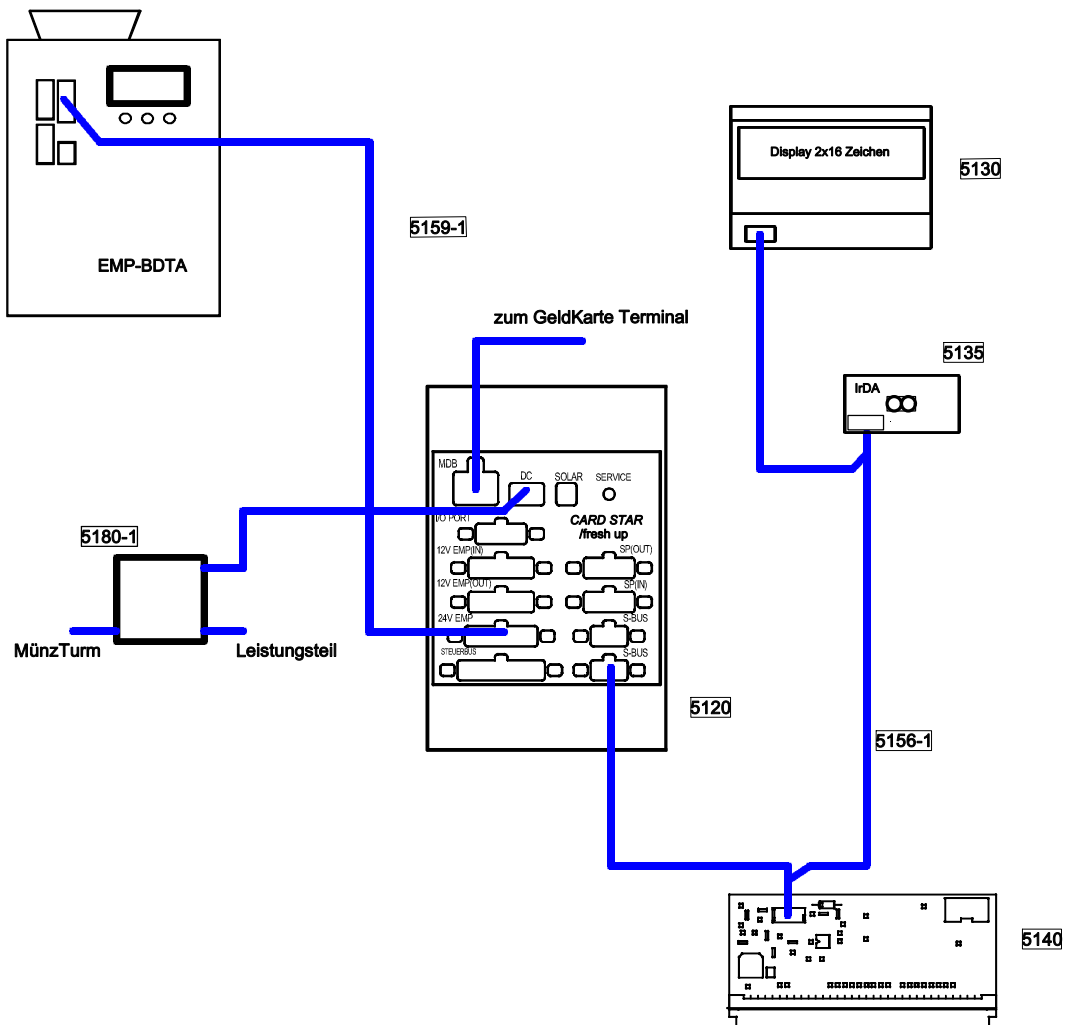 Display 2x16 Zeichen
5130
5159-1
EMP-BDTA
zum GeldKarte Terminal
5135
IrDA
MDB
DC
SOLAR
SERVICE
I/O PORT
CARD STAR
/fresh up
5180-1
12V EMP(IN)
SP(OUT)
12V EMP(OUT)
SP(IN)
24V EMP
S-BUS
MünzTurm
Leistungsteil
STEUERBUS
S-BUS
5120
5156-1
5140